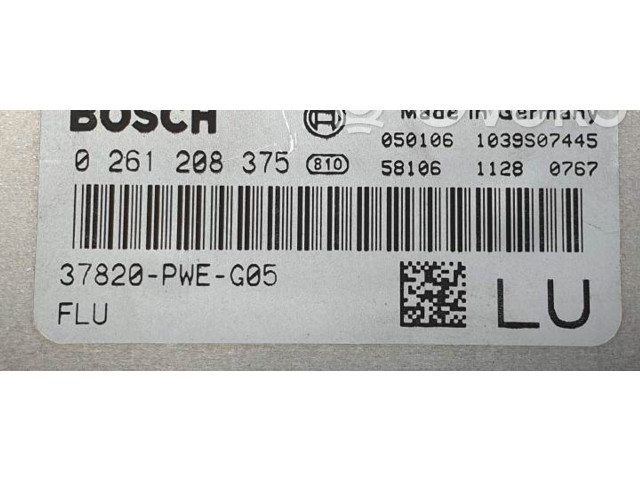 BOSCH
Made in Germany
050106 1039S07445
0 261 208 375 810
58106 1128 0767
37820-PWE-G05
FLU
LU